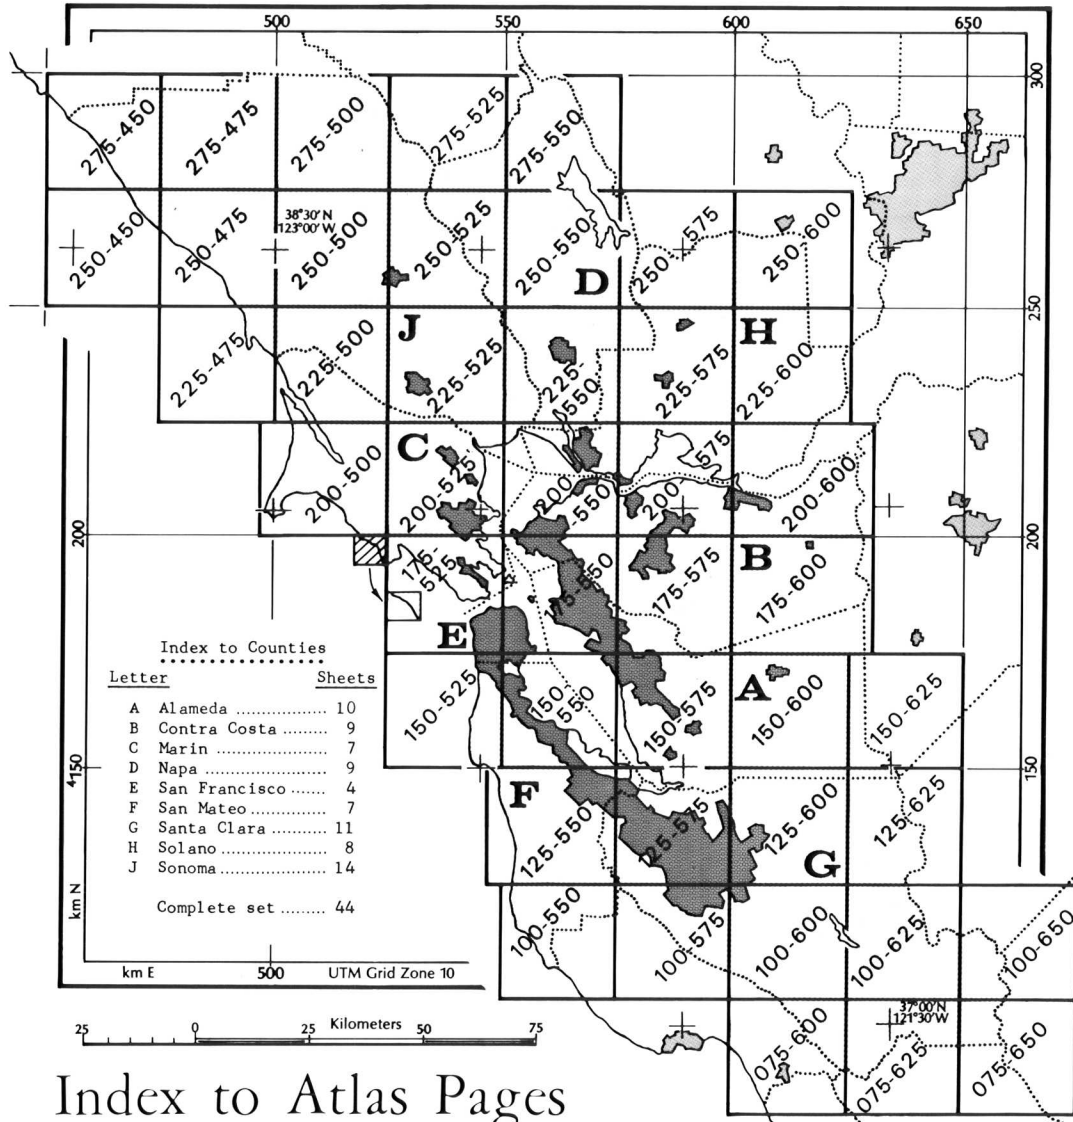 500 550 600 650
300
275-450 275-475 275-500 275-525 275-550
38°30′N
123°00′W
250-450 250-475 250-500 250-525 250-550 250-575 250-600
D
250
J H
225-475 225-500 225-525 225-550 225-575 225-600
C
200-500 200-525 200-550 200-575 200-600
200 200
B
175-525 175-550 175-575 175-600
E
Index to Counties
Letter Sheets
A Alameda ................ 10
B Contra Costa ........ 9
C Marin ................... 7
D Napa ..................... 9
E San Francisco ...... 4
F San Mateo ............. 7
G Santa Clara .......... 11
H Solano .................. 8
J Sonoma ................. 14
Complete set ........ 44
A
150-525 150-550 150-575 150-600 150-625
4150 150
F
125-550 125-575 125-600 125-625
G
km N
100-550 100-575 100-600 100-625 100-650
km E 500 UTM Grid Zone 10
37°00′N
121°30′W
075-600 075-625 075-650
25 0 25 Kilometers 50 75
Index to Atlas Pages